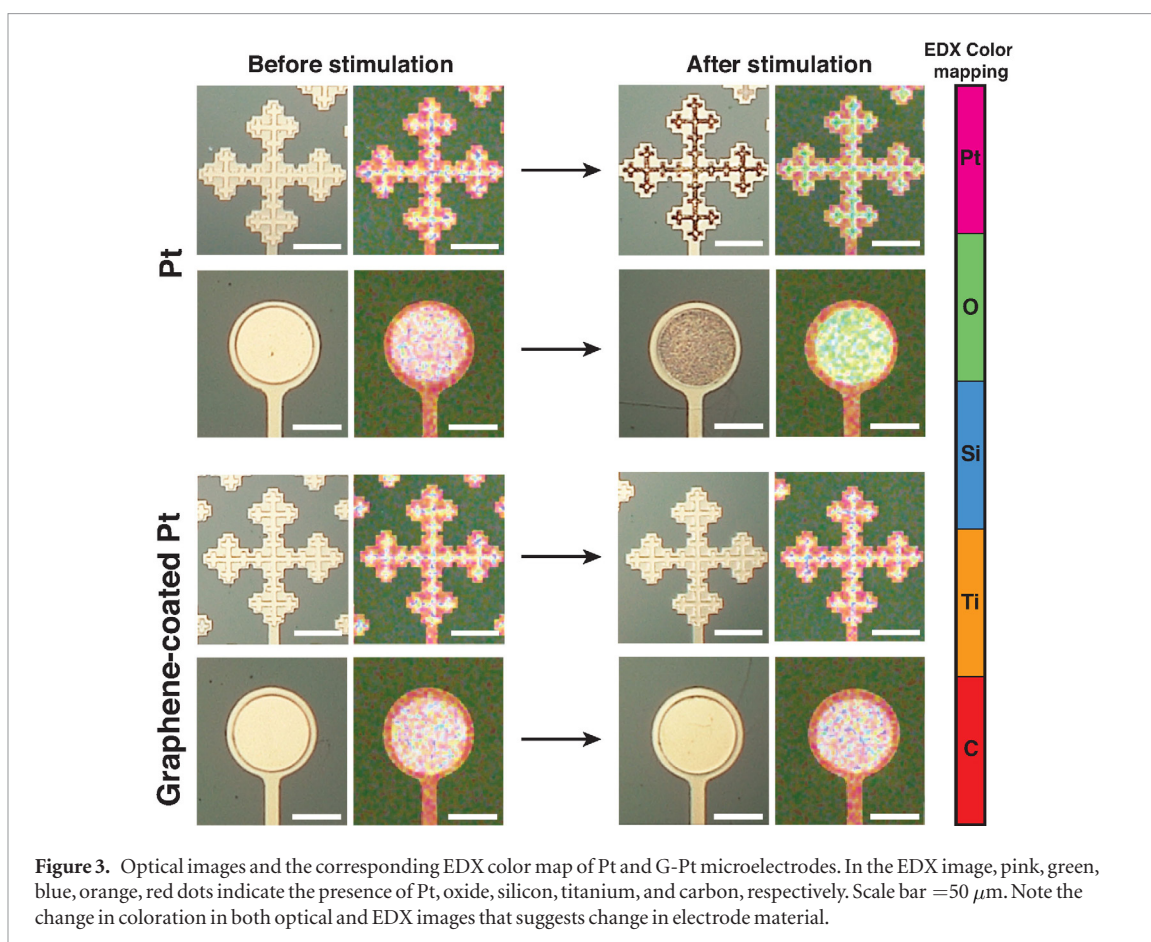 Before stimulation
After stimulation
EDX Color
mapping
Pt
Graphene-coated Pt
Pt
O
Si
Ti
C
Figure 3. Optical images and the corresponding EDX color map of Pt and G-Pt microelectrodes. In the EDX image, pink, green,
blue, orange, red dots indicate the presence of Pt, oxide, silicon, titanium, and carbon, respectively. Scale bar =50 μm. Note the
change in coloration in both optical and EDX images that suggests change in electrode material.